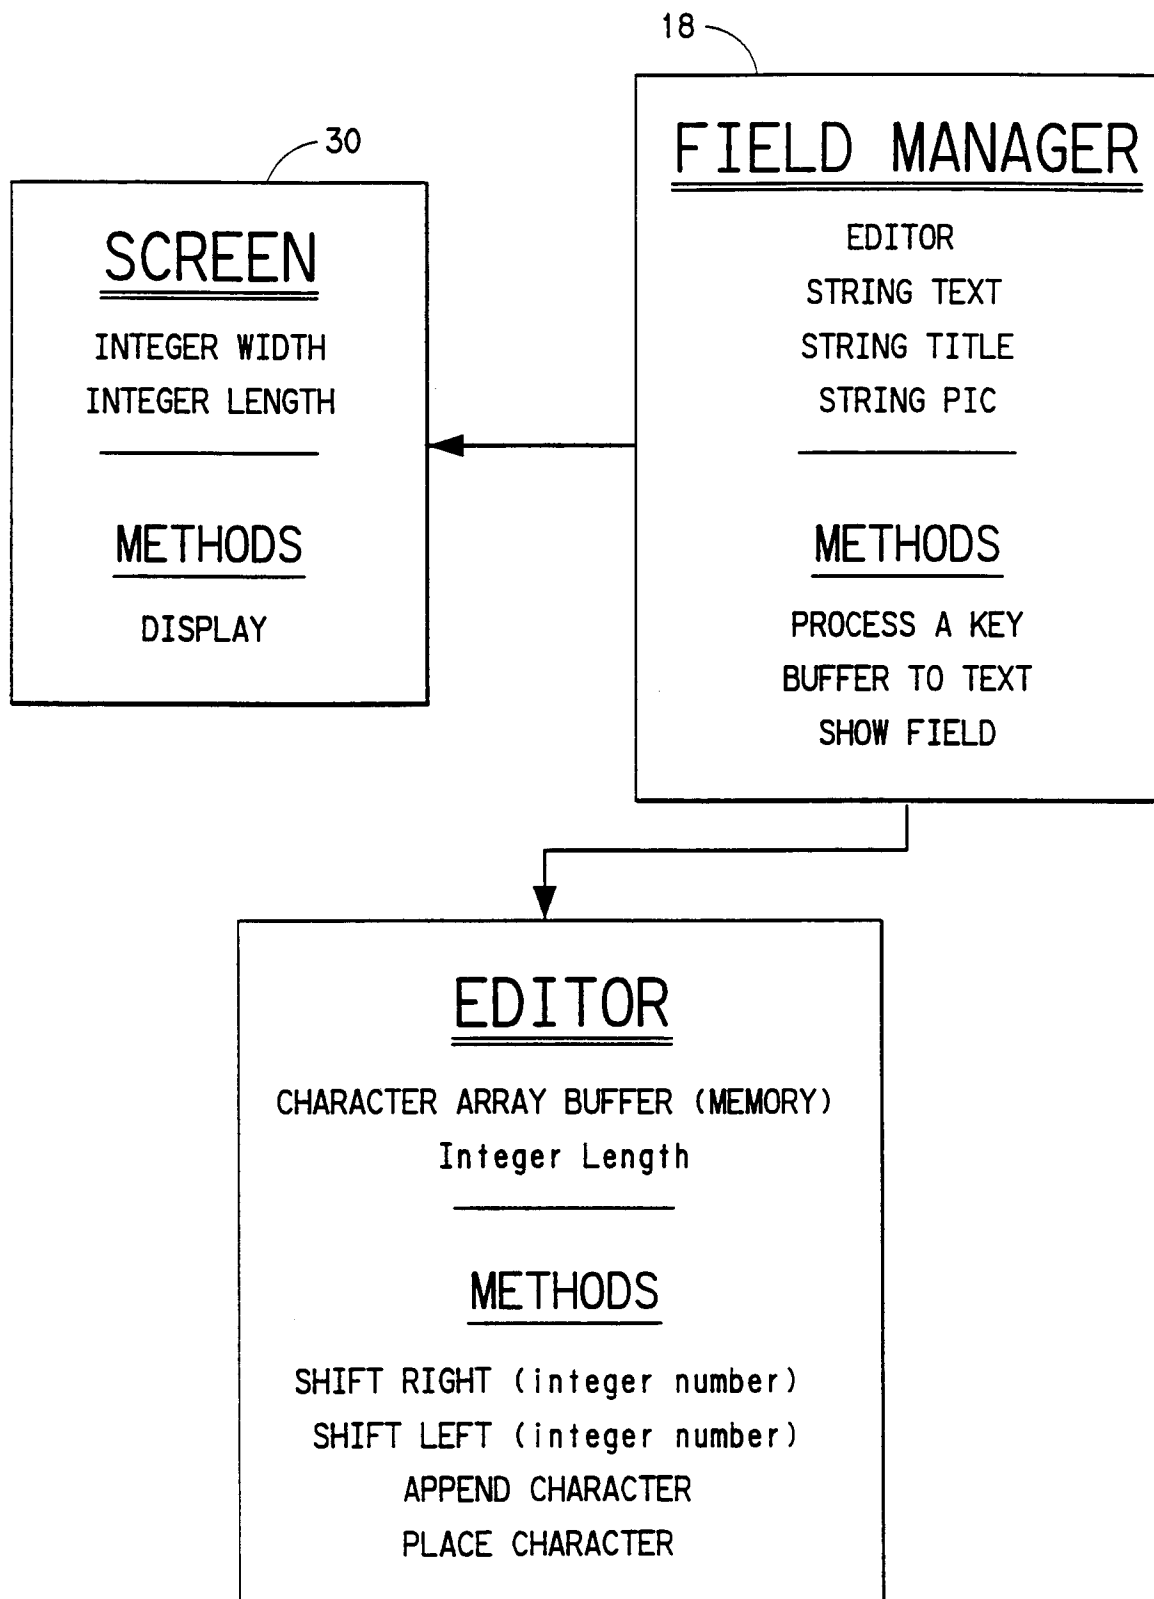 18
FIELD MANAGER
EDITOR
STRING TEXT
STRING TITLE
STRING PIC
METHODS
PROCESS A KEY
BUFFER TO TEXT
SHOW FIELD
30
SCREEN
INTEGER WIDTH
INTEGER LENGTH
METHODS
DISPLAY
EDITOR
CHARACTER ARRAY BUFFER (MEMORY)
Integer Length
METHODS
SHIFT RIGHT (integer number)
SHIFT LEFT (integer number)
APPEND CHARACTER
PLACE CHARACTER